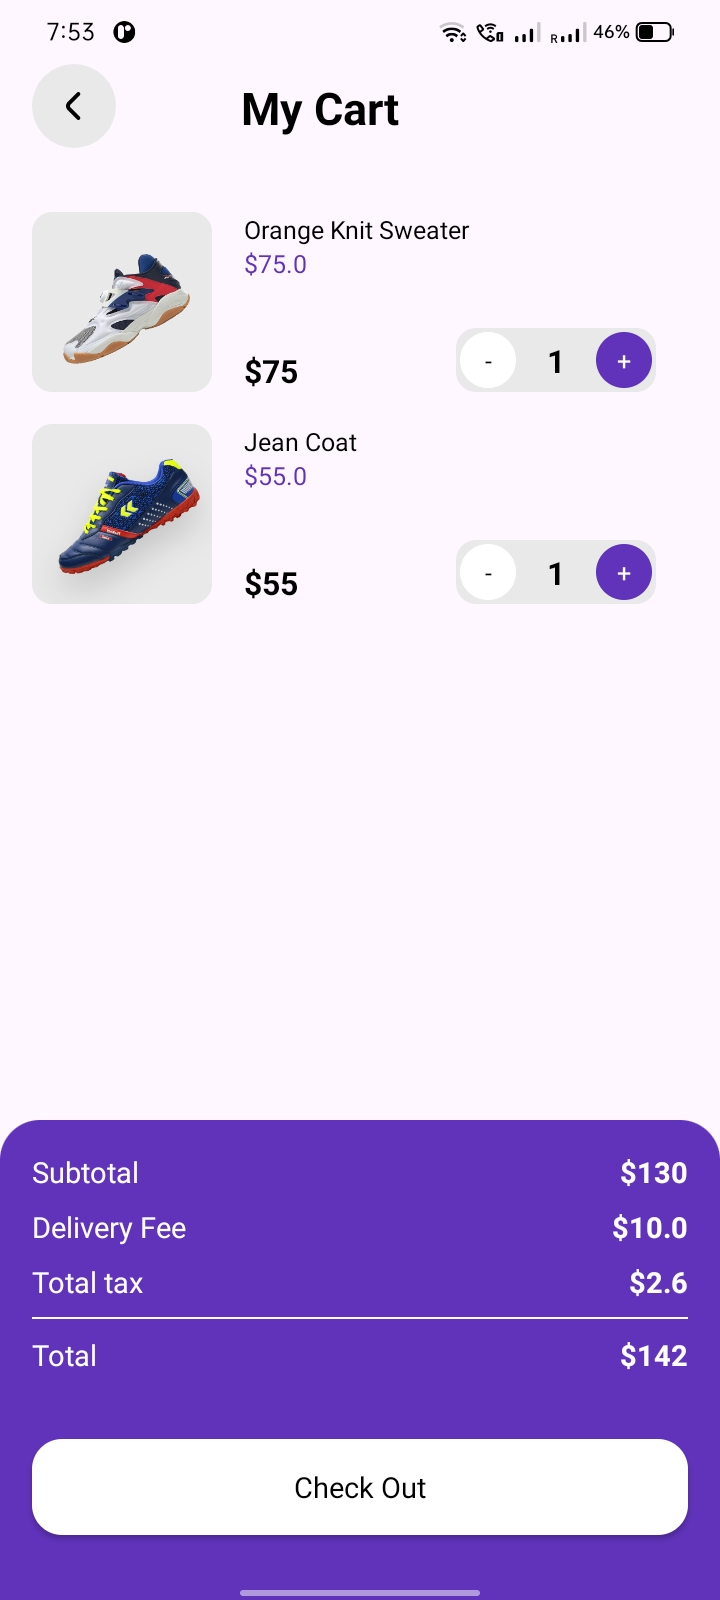 7:53
R 46%
My Cart
Orange Knit Sweater
$75.0
$75 - 1 +
Jean Coat
$55.0
$55 - 1 +
Subtotal $130
Delivery Fee $10.0
Total tax $2.6
Total $142
Check Out